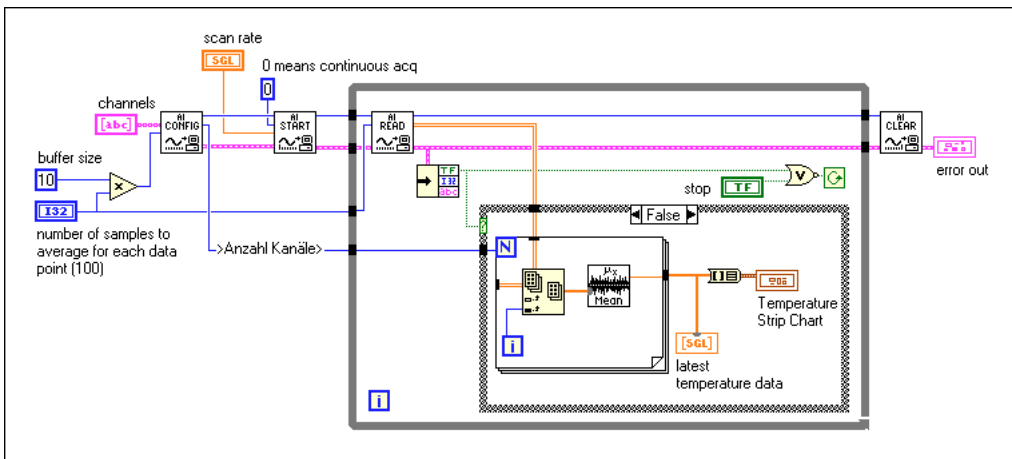 scan rate
SGL
0 means continuous acq
0
channels
[abc]
AI
CONFIG
AI
START
AI
READ
AI
CLEAR
error out
buffer size
10
x
I32
number of samples to
average for each data
point (100)
>Anzahl Kanäle>
TF
I32
abc
stop
TF
V
?
False
N
i
μx
Mean
Temperature
Strip Chart
[SGL]
latest
temperature data
i